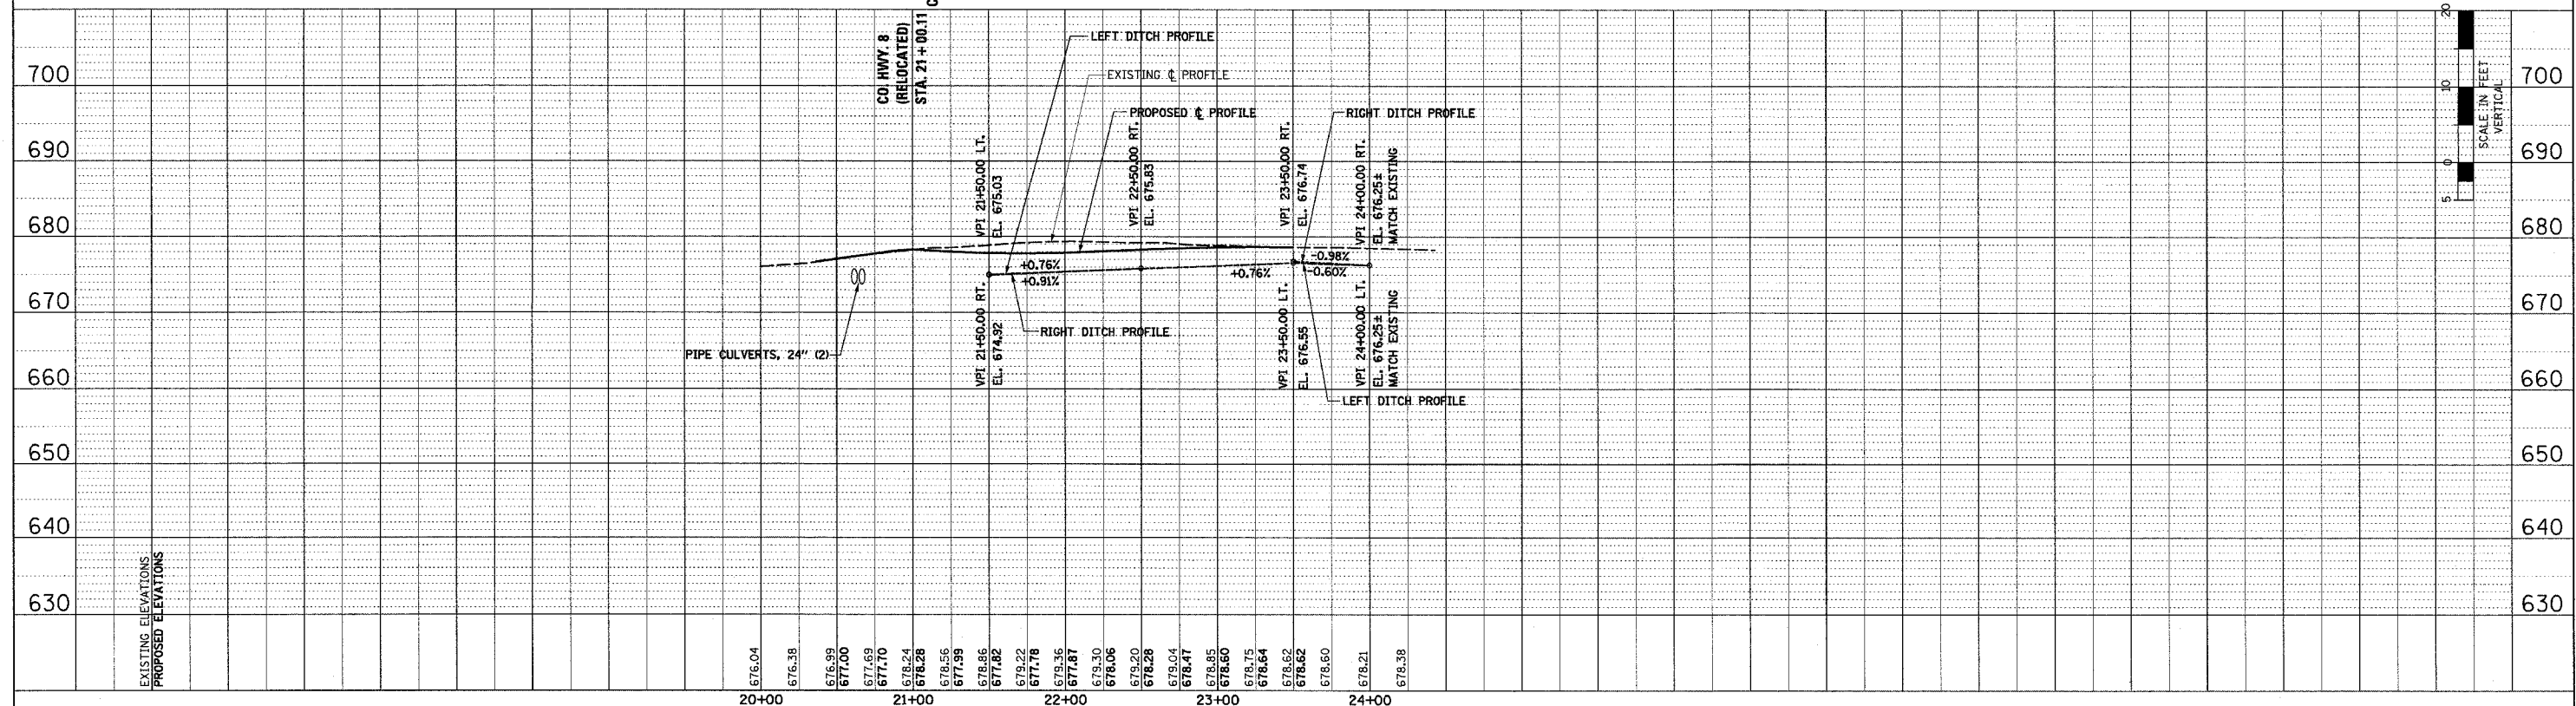 CO. HWY. 8
(RELOCATED)
STA. 21 + 00.11
LEFT DITCH PROFILE
EXISTING ℄ PROFILE
PROPOSED ℄ PROFILE
RIGHT DITCH PROFILE
20
10
0
5
SCALE IN FEET
VERTICAL
700
700
690
690
680
680
670
670
660
660
650
650
640
640
630
630
VPI 21+50.00 LT.
EL. 675.03
VPI 22+50.00 RT.
EL. 675.83
VPI 23+50.00 RT.
EL. 676.74
VPI 24+00.00 RT.
EL. 676.25±
MATCH EXISTING
+0.76%
+0.91%
+0.76%
-0.98%
-0.60%
VPI 21+50.00 RT.
EL. 674.92
RIGHT DITCH PROFILE
PIPE CULVERTS, 24" (2)
VPI 23+50.00 LT.
EL. 676.55
VPI 24+00.00 LT.
EL. 676.25±
MATCH EXISTING
LEFT DITCH PROFILE
EXISTING ELEVATIONS
PROPOSED ELEVATIONS
676.04
676.38
676.99
677.00
677.69
677.70
678.24
678.28
678.56
677.99
678.86
677.82
679.22
677.78
679.36
677.87
679.30
678.06
679.20
678.28
679.04
678.47
678.85
678.60
678.75
678.64
678.62
678.62
678.60
678.21
678.38
20+00
21+00
22+00
23+00
24+00